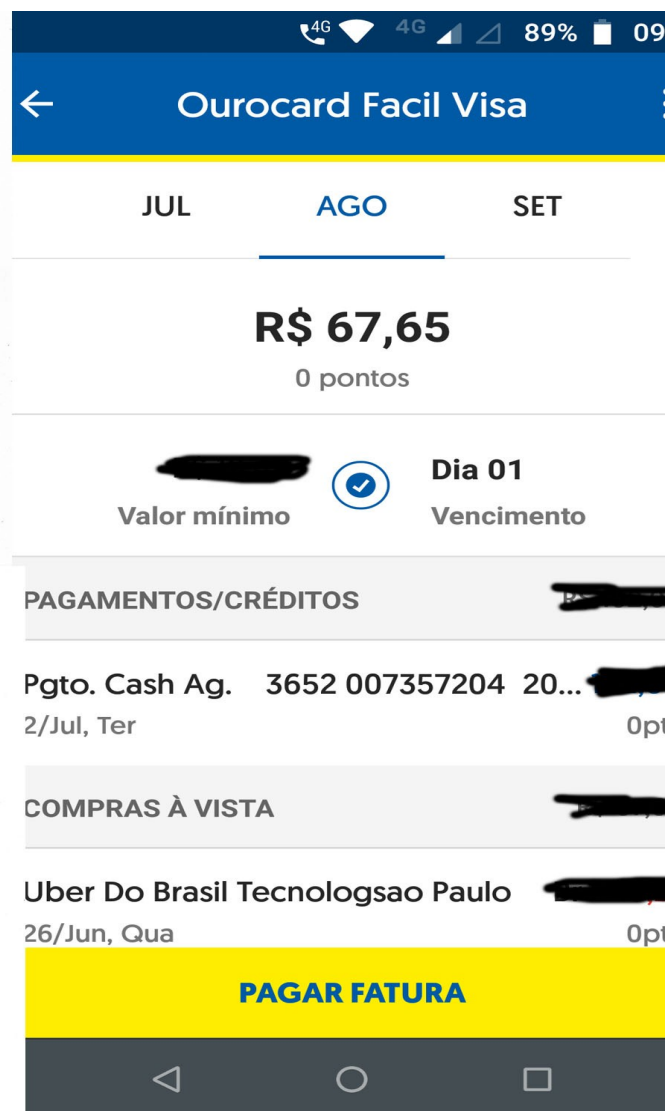 4G 4G 89% 09
Ourocard Facil Visa
JUL AGO SET
R$ 67,65
0 pontos
Dia 01
Valor mínimo Vencimento
PAGAMENTOS/CRÉDITOS
Pgto. Cash Ag. 3652 007357204 20...
2/Jul, Ter 0pt
COMPRAS À VISTA
Uber Do Brasil Tecnologsao Paulo
26/Jun, Qua 0pt
PAGAR FATURA